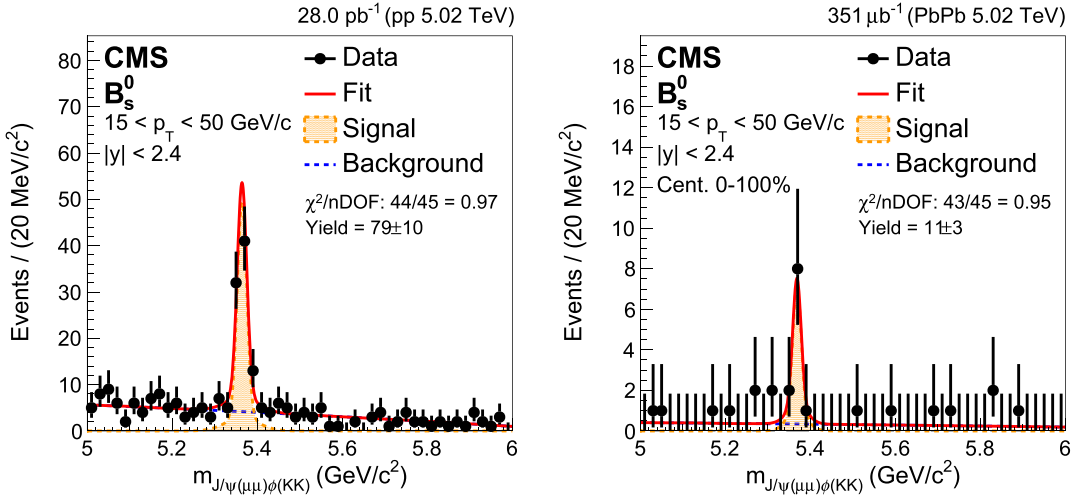 28.0 pb⁻¹ (pp 5.02 TeV)
CMS
B⁰ₛ
15 < p_T < 50 GeV/c
|y| < 2.4
Data
Fit
Signal
Background
χ²/nDOF: 44/45 = 0.97
Yield = 79±10
Events / (20 MeV/c²)
80
70
60
50
40
30
20
10
0
5 5.2 5.4 5.6 5.8 6
m_J/ψ(μμ)φ(KK) (GeV/c²)
351 μb⁻¹ (PbPb 5.02 TeV)
CMS
B⁰ₛ
15 < p_T < 50 GeV/c
|y| < 2.4
Cent. 0-100%
Data
Fit
Signal
Background
χ²/nDOF: 43/45 = 0.95
Yield = 11±3
Events / (20 MeV/c²)
18
16
14
12
10
8
6
4
2
0
5 5.2 5.4 5.6 5.8 6
m_J/ψ(μμ)φ(KK) (GeV/c²)